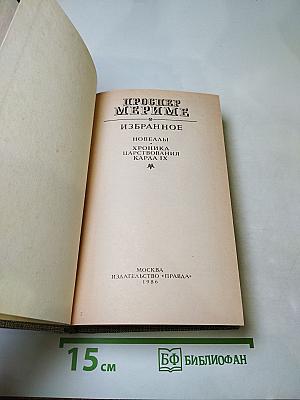 ПРОСПЕР
МЕРИМЕ
ИЗБРАННОЕ
НОВЕЛЛЫ
ХРОНИКА
ЦАРСТВОВАНИЯ
КАРЛА IX
МОСКВА
ИЗДАТЕЛЬСТВО «ПРАВДА»
1986
15 см
БФ БИБЛИОФАН